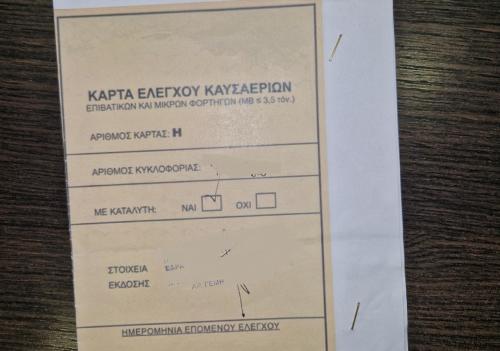 ΚΑΡΤΑ ΕΛΕΓΧΟΥ ΚΑΥΣΑΕΡΙΩΝ
ΕΠΙΒΑΤΙΚΩΝ ΚΑΙ ΜΙΚΡΩΝ ΦΟΡΤΗΓΩΝ (ΜΒ ≤ 3,5 τόν.)
ΑΡΙΘΜΟΣ ΚΑΡΤΑΣ: Η
ΑΡΙΘΜΟΣ ΚΥΚΛΟΦΟΡΙΑΣ:
ΜΕ ΚΑΤΑΛΥΤΗ: ΝΑΙ ΟΧΙ
ΣΤΟΙΧΕΙΑ
ΕΚΔΟΣΗΣ
ΗΜΕΡΟΜΗΝΙΑ ΕΠΟΜΕΝΟΥ ΕΛΕΓΧΟΥ